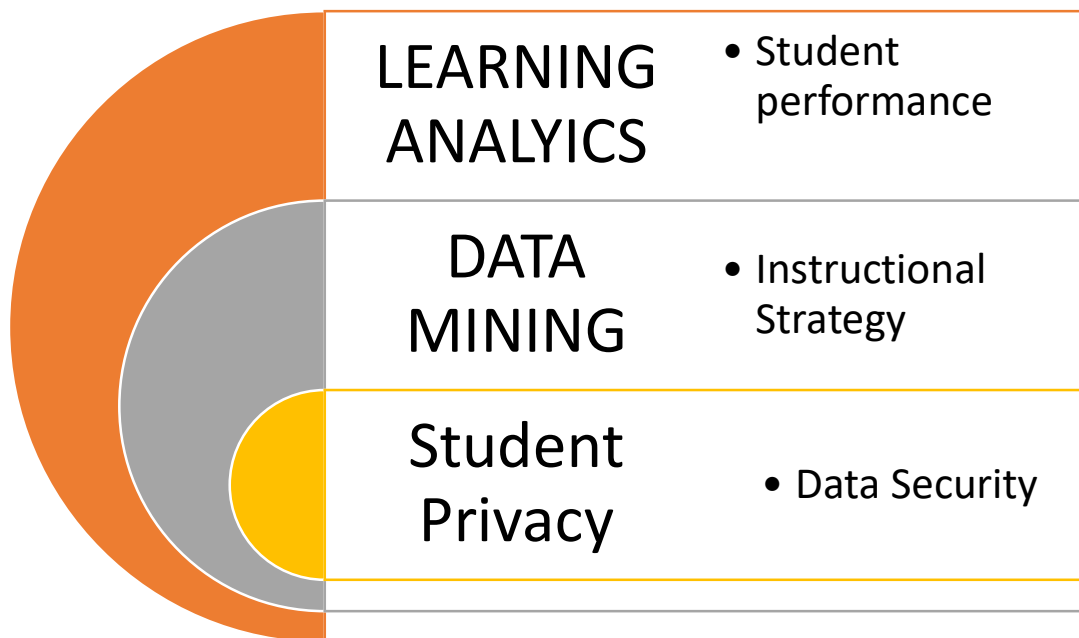 LEARNING
ANALYICS
• Student
performance
DATA
MINING
• Instructional
Strategy
Student
Privacy
• Data Security